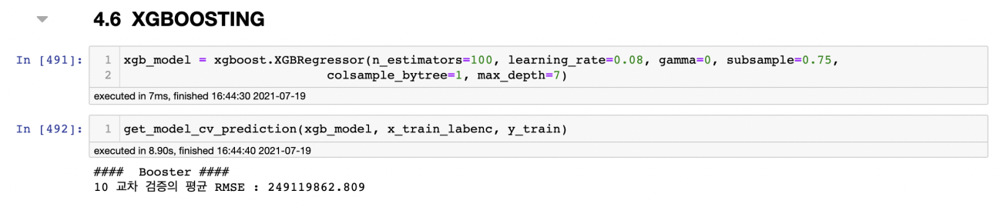 4.6 XGBOOSTING
In [491]:
1 xgb_model = xgboost.XGBRegressor(n_estimators=100, learning_rate=0.08, gamma=0, subsample=0.75,
2 colsample_bytree=1, max_depth=7)
executed in 7ms, finished 16:44:30 2021-07-19
In [492]:
1 get_model_cv_prediction(xgb_model, x_train_labenc, y_train)
executed in 8.90s, finished 16:44:40 2021-07-19
#### Booster ####
10 교차 검증의 평균 RMSE : 249119862.809